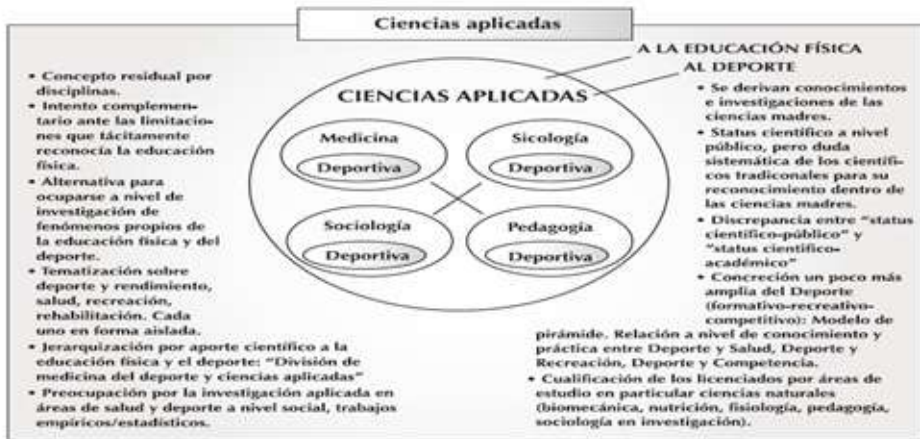 Ciencias aplicadas
A LA EDUCACIÓN FÍSICA
AL DEPORTE
CIENCIAS APLICADAS
Medicina
Deportiva
Sicología
Deportiva
Sociología
Deportiva
Pedagogía
Deportiva
• Concepto residual por
disciplinas.
• Intento complemen-
tario ante las limitacio-
nes que tácitamente
reconocía la educación
física.
• Alternativa para
ocuparse a nivel de
investigación de
fenómenos propios de
la educación física y del
deporte.
• Tematización sobre
deporte y rendimiento,
salud, recreación,
rehabilitación. Cada
uno en forma aislada.
• Jerarquización por aporte científico a la
educación física y el deporte: "División de
medicina del deporte y ciencias aplicadas"
• Preocupación por la investigación aplicada en
áreas de salud y deporte a nivel social, trabajos
empíricos/estadísticos.
• Se derivan conocimientos
e investigaciones de las
ciencias madres.
• Status científico a nivel
público, pero duda
sistemática de los científi-
cos tradiconales para su
reconocimiento dentro de
las ciencias madres.
• Discrepancia entre "status
científico-público" y
"status científico-
académico"
• Concreción un poco más
amplia del Deporte
(formativo-recreativo-
competitivo): Modelo de
pirámide. Relación a nivel de conocimiento y
práctica entre Deporte y Salud, Deporte y
Recreación, Deporte y Competencia.
• Cualificación de los licenciados por áreas de
estudio en particular ciencias naturales
(biomecánica, nutrición, fisiología, pedagogía,
sociología en investigación).